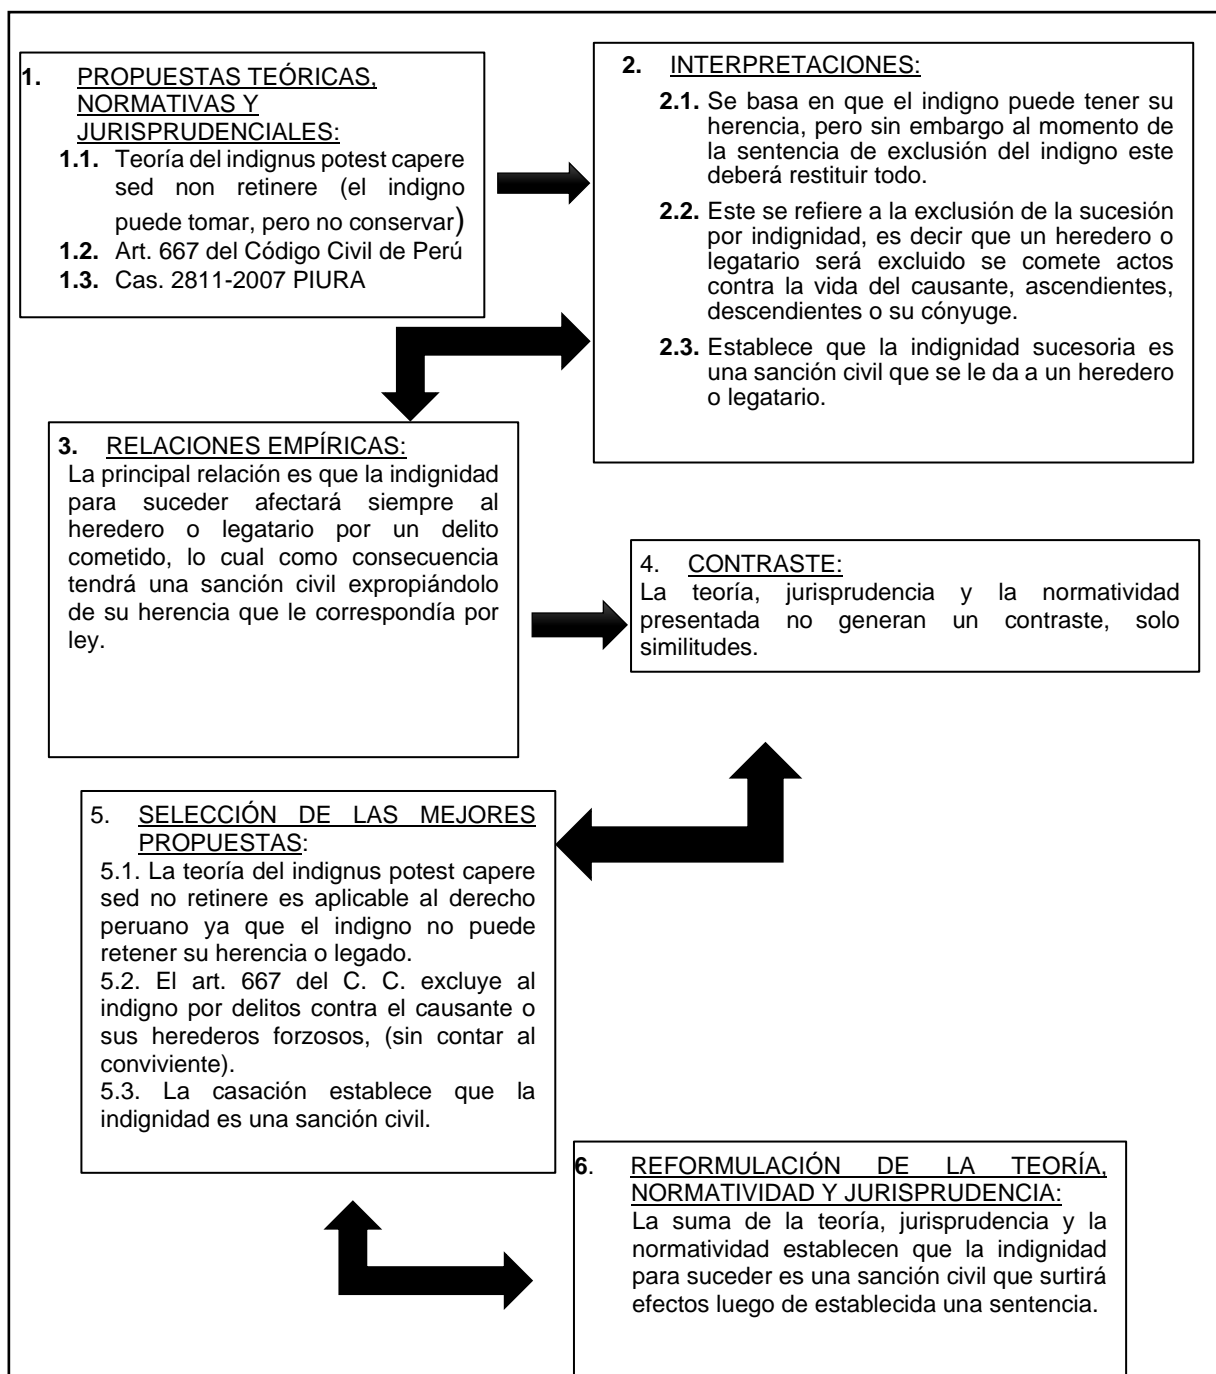 1. PROPUESTAS TEÓRICAS,
NORMATIVAS Y
JURISPRUDENCIALES:
1.1. Teoría del indignus potest capere
sed non retinere (el indigno
puede tomar, pero no conservar)
1.2. Art. 667 del Código Civil de Perú
1.3. Cas. 2811-2007 PIURA
2. INTERPRETACIONES:
2.1. Se basa en que el indigno puede tener su
herencia, pero sin embargo al momento de
la sentencia de exclusión del indigno este
deberá restituir todo.
2.2. Este se refiere a la exclusión de la sucesión
por indignidad, es decir que un heredero o
legatario será excluido se comete actos
contra la vida del causante, ascendientes,
descendientes o su cónyuge.
2.3. Establece que la indignidad sucesoria es
una sanción civil que se le da a un heredero
o legatario.
3. RELACIONES EMPÍRICAS:
La principal relación es que la indignidad
para suceder afectará siempre al
heredero o legatario por un delito
cometido, lo cual como consecuencia
tendrá una sanción civil expropiándolo
de su herencia que le correspondía por
ley.
4. CONTRASTE:
La teoría, jurisprudencia y la normatividad
presentada no generan un contraste, solo
similitudes.
5. SELECCIÓN DE LAS MEJORES
PROPUESTAS:
5.1. La teoría del indignus potest capere
sed no retinere es aplicable al derecho
peruano ya que el indigno no puede
retener su herencia o legado.
5.2. El art. 667 del C. C. excluye al
indigno por delitos contra el causante o
sus herederos forzosos, (sin contar al
conviviente).
5.3. La casación establece que la
indignidad es una sanción civil.
6. REFORMULACIÓN DE LA TEORÍA,
NORMATIVIDAD Y JURISPRUDENCIA:
La suma de la teoría, jurisprudencia y la
normatividad establecen que la indignidad
para suceder es una sanción civil que surtirá
efectos luego de establecida una sentencia.